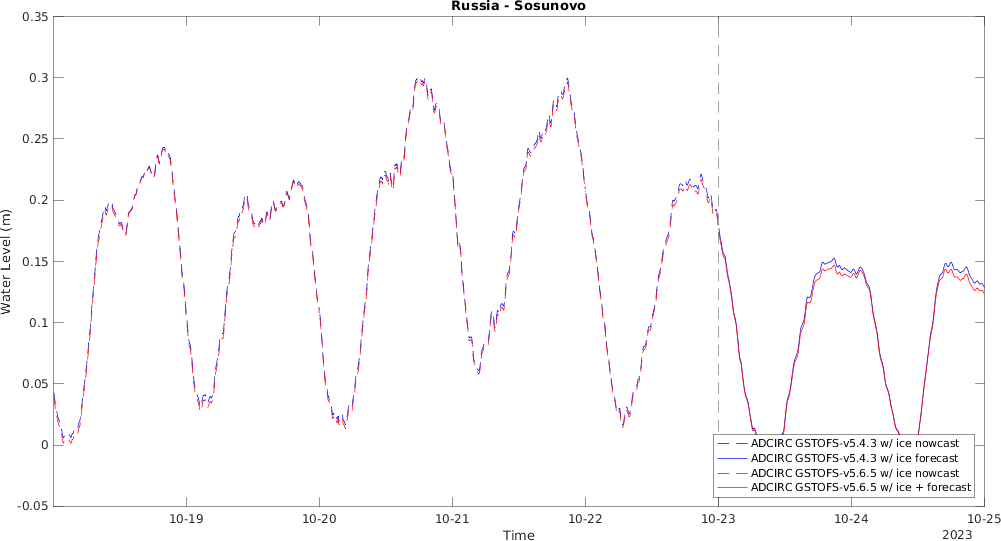 Russia - Sosunovo
0.35
0.3
0.25
0.2
0.15
0.1
0.05
0
-0.05
Water Level (m)
10-19
10-20
10-21
10-22
10-23
10-24
10-25
Time
2023
ADCIRC GSTOFS-v5.4.3 w/ ice nowcast
ADCIRC GSTOFS-v5.4.3 w/ ice forecast
ADCIRC GSTOFS-v5.6.5 w/ ice nowcast
ADCIRC GSTOFS-v5.6.5 w/ ice + forecast